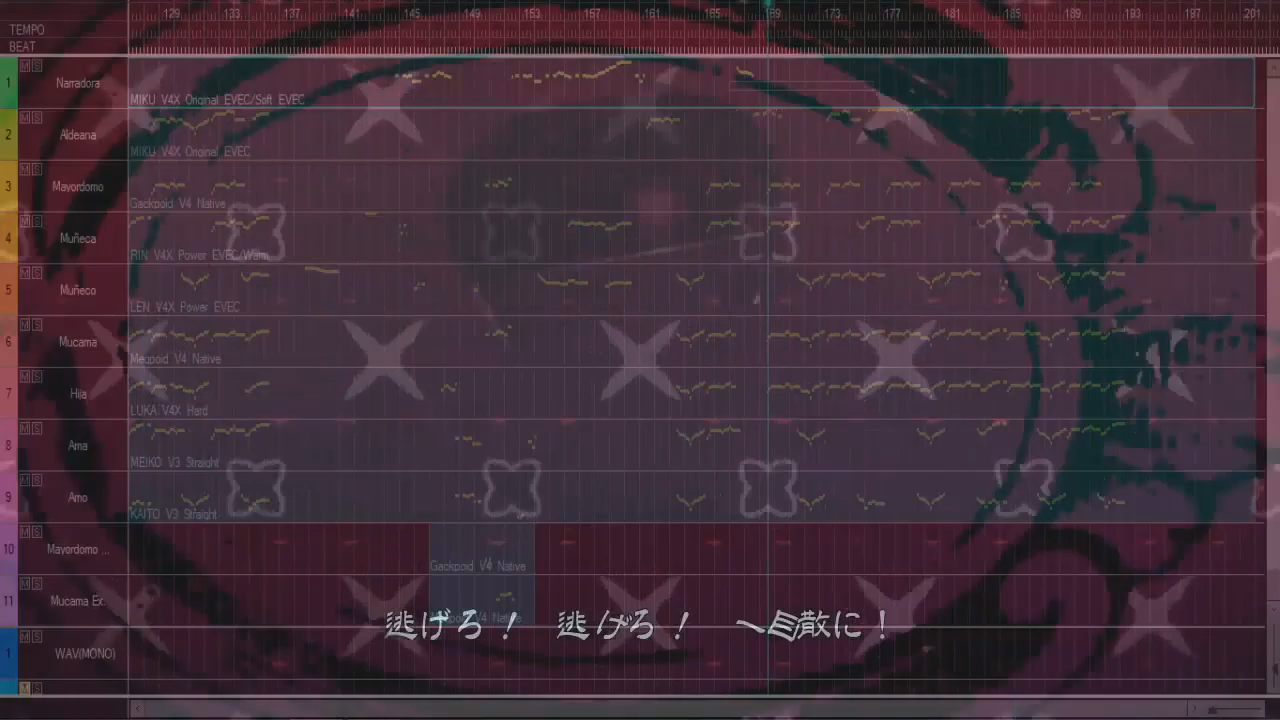 129 133 137 141 145 149 153 157 161 165 169 173 177 181 185 189 193 197 201
TEMPO
BEAT
1 M S Narradora
MIKU V4X Original EVEC/Soft EVEC
2 M S Aldeana
MIKU V4X Original EVEC
3 M S Mayordomo
Gackpoid V4 Native
4 M S Muñeca
RIN V4X Power EVEC/Warm
5 M S Muñeco
LEN V4X Power EVEC
6 M S Mucama
Megpoid V4 Native
7 M S Hija
LUKA V4X Hard
8 M S Ama
MEIKO V3 Straight
9 M S Amo
KAITO V3 Straight
10 M S Mayordomo ...
Gackpoid V4 Native
11 M S Mucama Ex.
Megpoid V4 Native
逃げろ! 逃げろ! 一目散に!
1 M S WAV(MONO)
M S